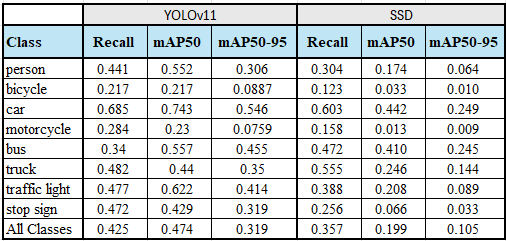 YOLOv11 SSD
Class Recall mAP50 mAP50-95 Recall mAP50 mAP50-95
person 0.441 0.552 0.306 0.304 0.174 0.064
bicycle 0.217 0.217 0.0887 0.123 0.033 0.010
car 0.685 0.743 0.546 0.603 0.442 0.249
motorcycle 0.284 0.23 0.0759 0.158 0.013 0.009
bus 0.34 0.557 0.455 0.472 0.410 0.245
truck 0.482 0.44 0.35 0.555 0.246 0.144
traffic light 0.477 0.622 0.414 0.388 0.208 0.089
stop sign 0.472 0.429 0.319 0.256 0.066 0.033
All Classes 0.425 0.474 0.319 0.357 0.199 0.105